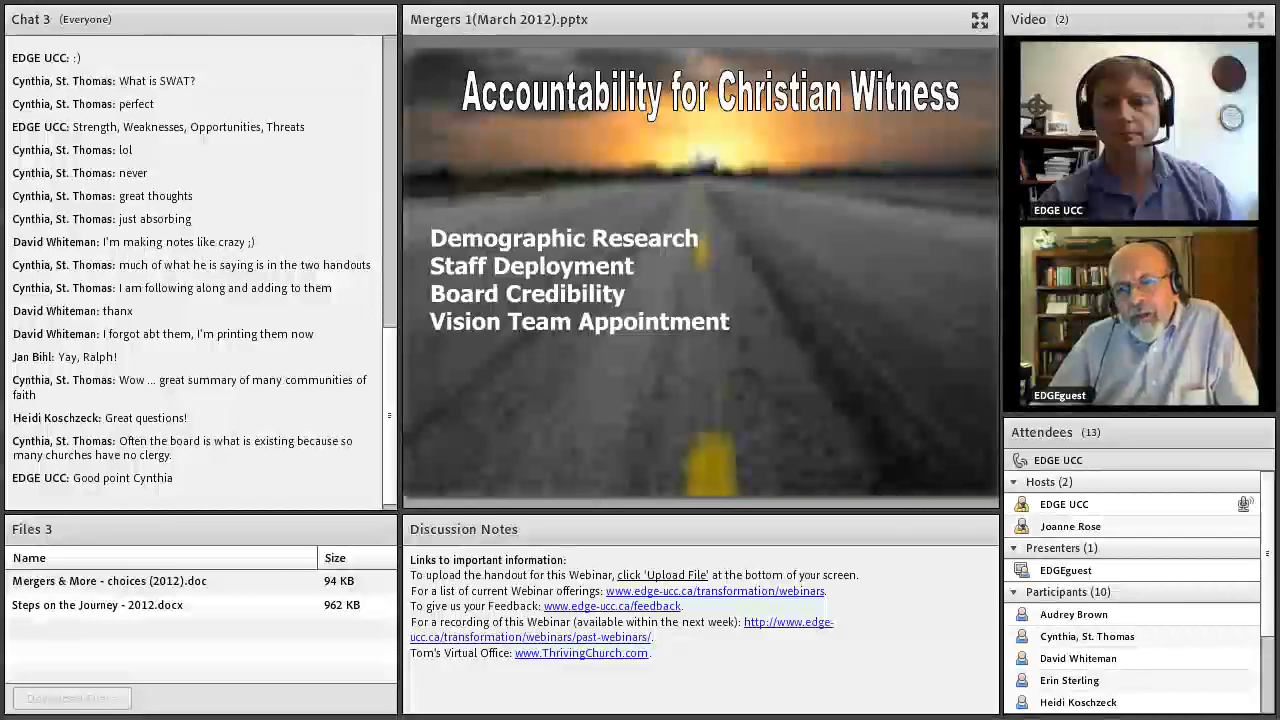 Chat 3 (Everyone)
EDGE UCC: :)
Cynthia, St. Thomas: What is SWAT?
Cynthia, St. Thomas: perfect
EDGE UCC: Strength, Weaknesses, Opportunities, Threats
Cynthia, St. Thomas: lol
Cynthia, St. Thomas: never
Cynthia, St. Thomas: great thoughts
Cynthia, St. Thomas: just absorbing
David Whiteman: I'm making notes like crazy ;)
Cynthia, St. Thomas: much of what he is saying is in the two handouts
Cynthia, St. Thomas: I am following along and adding to them
David Whiteman: thanx
David Whiteman: I forgot abt them, I'm printing them now
Jan Bihl: Yay, Ralph!
Cynthia, St. Thomas: Wow ... great summary of many communities of
faith
Heidi Koschzeck: Great questions!
Cynthia, St. Thomas: Often the board is what is existing because so
many churches have no clergy.
EDGE UCC: Good point Cynthia
Files 3
Name Size
Mergers & More - choices (2012).doc 94 KB
Steps on the Journey - 2012.docx 962 KB
Mergers 1(March 2012).pptx
Accountability for Christian Witness
Demographic Research
Staff Deployment
Board Credibility
Vision Team Appointment
Discussion Notes
Links to important information:
To upload the handout for this Webinar, click 'Upload File' at the bottom of your screen.
For a list of current Webinar offerings: www.edge-ucc.ca/transformation/webinars.
To give us your Feedback: www.edge-ucc.ca/feedback.
For a recording of this Webinar (available within the next week): http://www.edge-
ucc.ca/transformation/webinars/past-webinars/.
Tom's Virtual Office: www.ThrivingChurch.com.
Video (2)
EDGE UCC
EDGEguest
Attendees (13)
EDGE UCC
Hosts (2)
EDGE UCC
Joanne Rose
Presenters (1)
EDGEguest
Participants (10)
Audrey Brown
Cynthia, St. Thomas
David Whiteman
Erin Sterling
Heidi Koschzeck